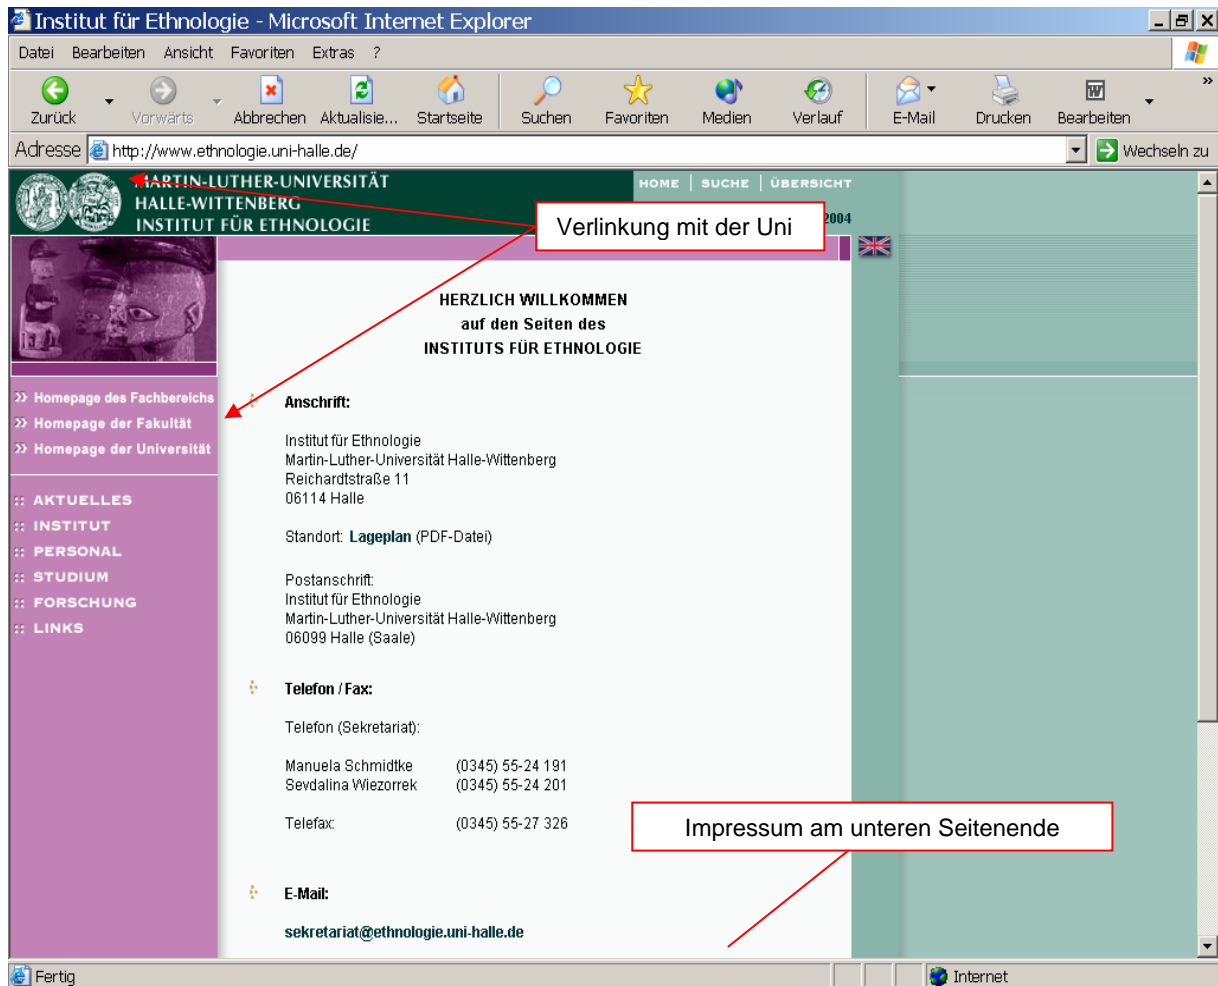 Institut für Ethnologie - Microsoft Internet Explorer
Datei Bearbeiten Ansicht Favoriten Extras ?
Zurück Vorwärts Abbrechen Aktualisie... Startseite Suchen Favoriten Medien Verlauf E-Mail Drucken Bearbeiten »
Adresse http://www.ethnologie.uni-halle.de/ Wechseln zu
MARTIN-LUTHER-UNIVERSITÄT
HALLE-WITTENBERG
INSTITUT FÜR ETHNOLOGIE
HOME | SUCHE | ÜBERSICHT
2004
Verlinkung mit der Uni
HERZLICH WILLKOMMEN
auf den Seiten des
INSTITUTS FÜR ETHNOLOGIE
Homepage des Fachbereichs
Homepage der Fakultät
Homepage der Universität
:: AKTUELLES
:: INSTITUT
:: PERSONAL
:: STUDIUM
:: FORSCHUNG
:: LINKS
Anschrift:
Institut für Ethnologie
Martin-Luther-Universität Halle-Wittenberg
Reichardtstraße 11
06114 Halle
Standort: Lageplan (PDF-Datei)
Postanschrift:
Institut für Ethnologie
Martin-Luther-Universität Halle-Wittenberg
06099 Halle (Saale)
Telefon / Fax:
Telefon (Sekretariat):
Manuela Schmidtke (0345) 55-24 191
Sevdalina Wiezorrek (0345) 55-24 201
Telefax: (0345) 55-27 326
Impressum am unteren Seitenende
E-Mail:
sekretariat@ethnologie.uni-halle.de
Fertig
Internet